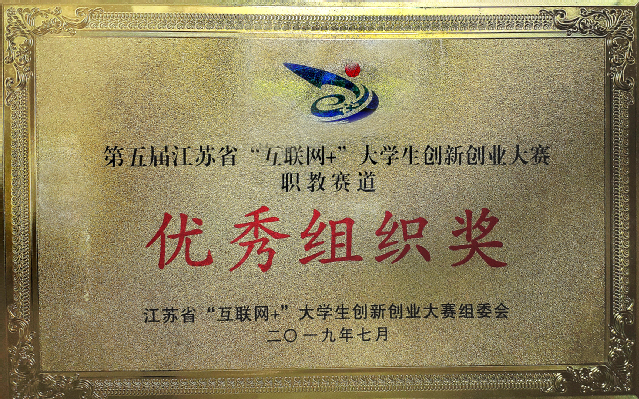 第五届江苏省“互联网+”大学生创新创业大赛
职教赛道
优秀组织奖
江苏省“互联网+”大学生创新创业大赛组委会
二〇一九年七月